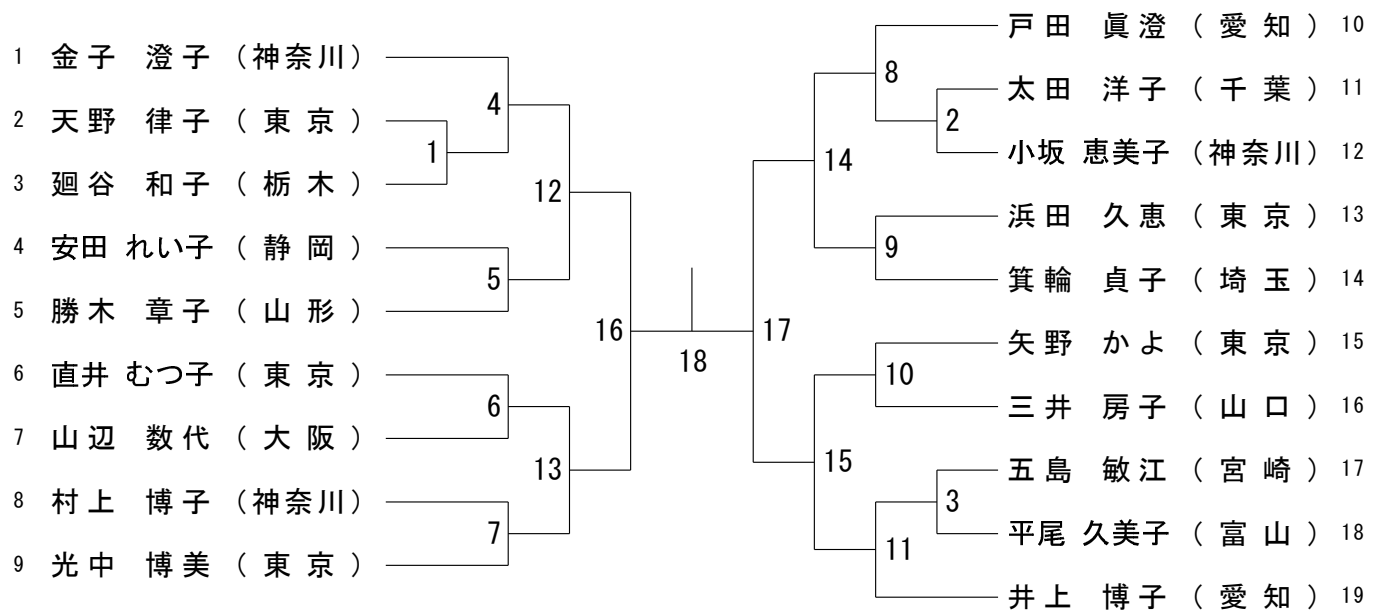 1 金子 澄子 (神奈川)
2 天野 律子 (東京)
3 廻谷 和子 (栃木)
4 安田 れい子 (静岡)
5 勝木 章子 (山形)
6 直井 むつ子 (東京)
7 山辺 数代 (大阪)
8 村上 博子 (神奈川)
9 光中 博美 (東京)
1
4
5
6
7
12
13
16
18
17
14
15
8
2
9
10
3
11
戸田 眞澄 (愛知) 10
太田 洋子 (千葉) 11
小坂 恵美子 (神奈川) 12
浜田 久恵 (東京) 13
箕輪 貞子 (埼玉) 14
矢野 かよ (東京) 15
三井 房子 (山口) 16
五島 敏江 (宮崎) 17
平尾 久美子 (富山) 18
井上 博子 (愛知) 19